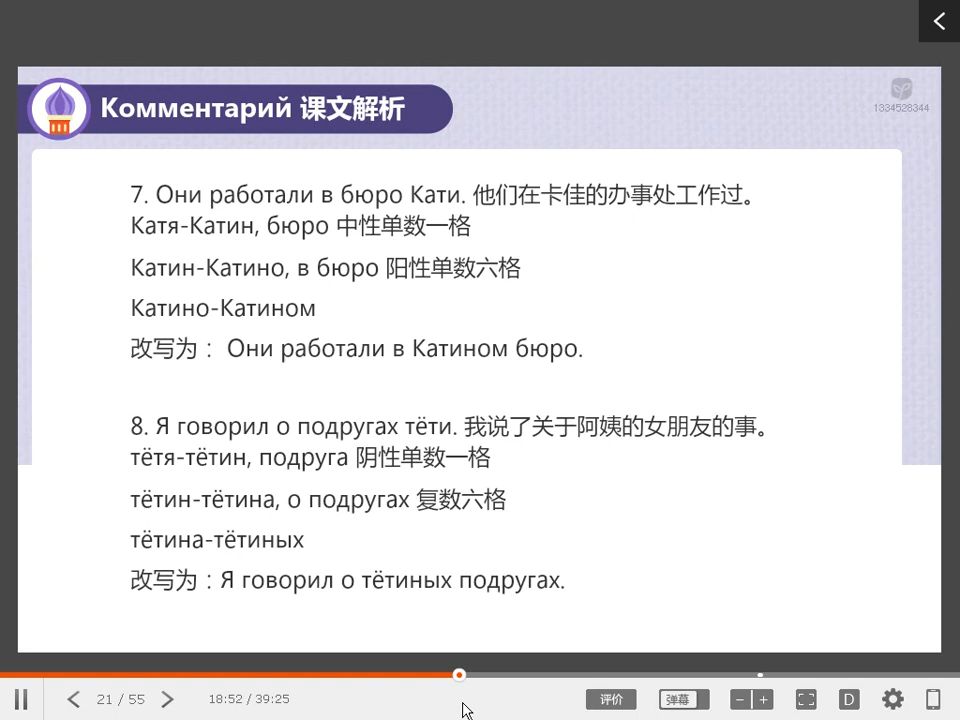 Комментарий 课文解析
1334528344
7. Они работали в бюро Кати. 他们在卡佳的办事处工作过。
Катя-Катин, бюро 中性单数一格
Катин-Катино, в бюро 阳性单数六格
Катино-Катином
改写为： Они работали в Катином бюро.
8. Я говорил о подругах тёти. 我说了关于阿姨的女朋友的事。
тётя-тётин, подруга 阴性单数一格
тётин-тётина, о подругах 复数六格
тётина-тётиных
改写为：Я говорил о тётиных подругах.
21 / 55 18:52 / 39:25 评价 弹幕 D